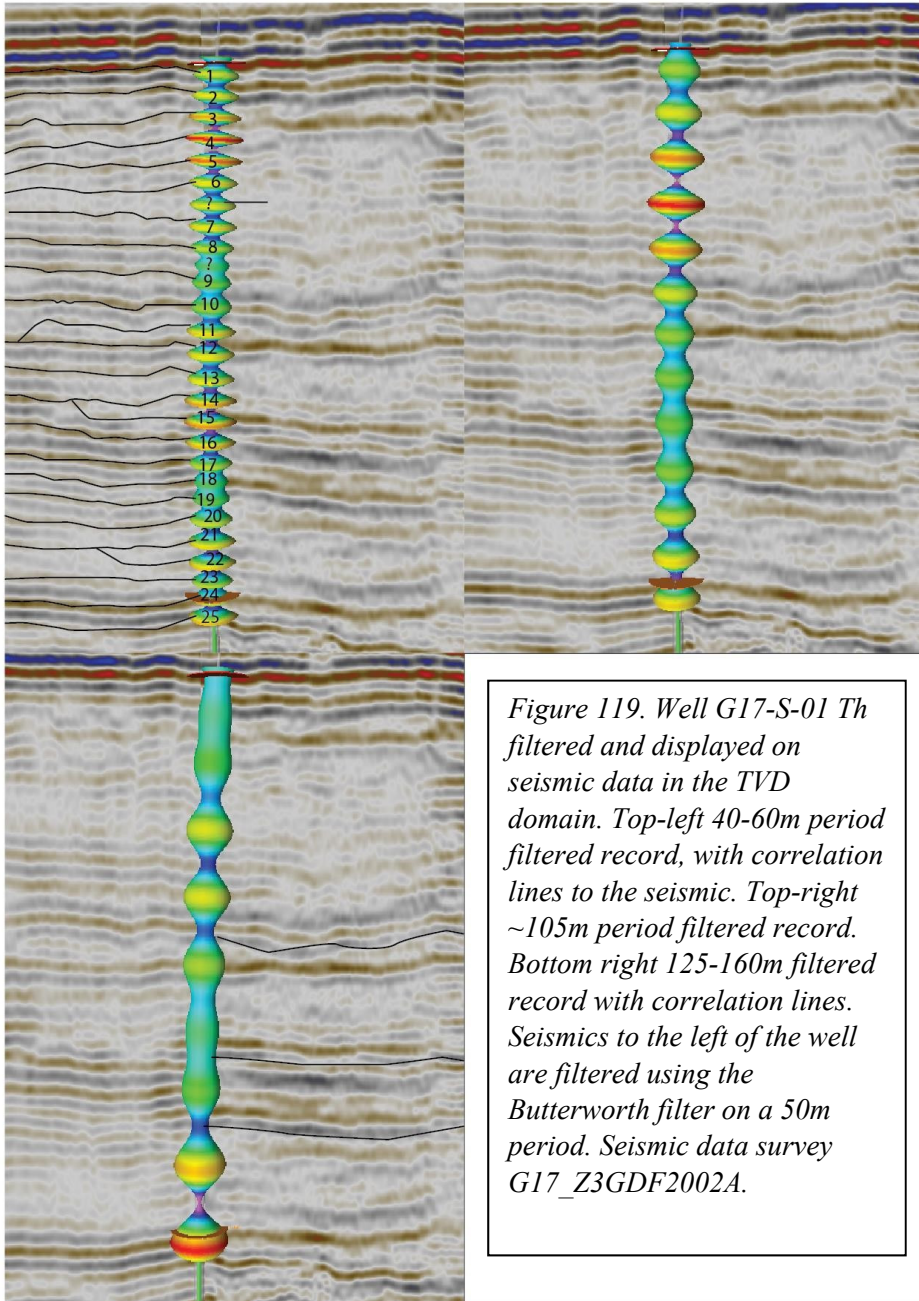 1
2
3
4
5
6
?
7
8
?
9
10
11
12
13
14
15
16
17
18
19
20
21
22
23
24
25
Figure 119. Well G17-S-01 Th
filtered and displayed on
seismic data in the TVD
domain. Top-left 40-60m period
filtered record, with correlation
lines to the seismic. Top-right
~105m period filtered record.
Bottom right 125-160m filtered
record with correlation lines.
Seismics to the left of the well
are filtered using the
Butterworth filter on a 50m
period. Seismic data survey
G17_Z3GDF2002A.